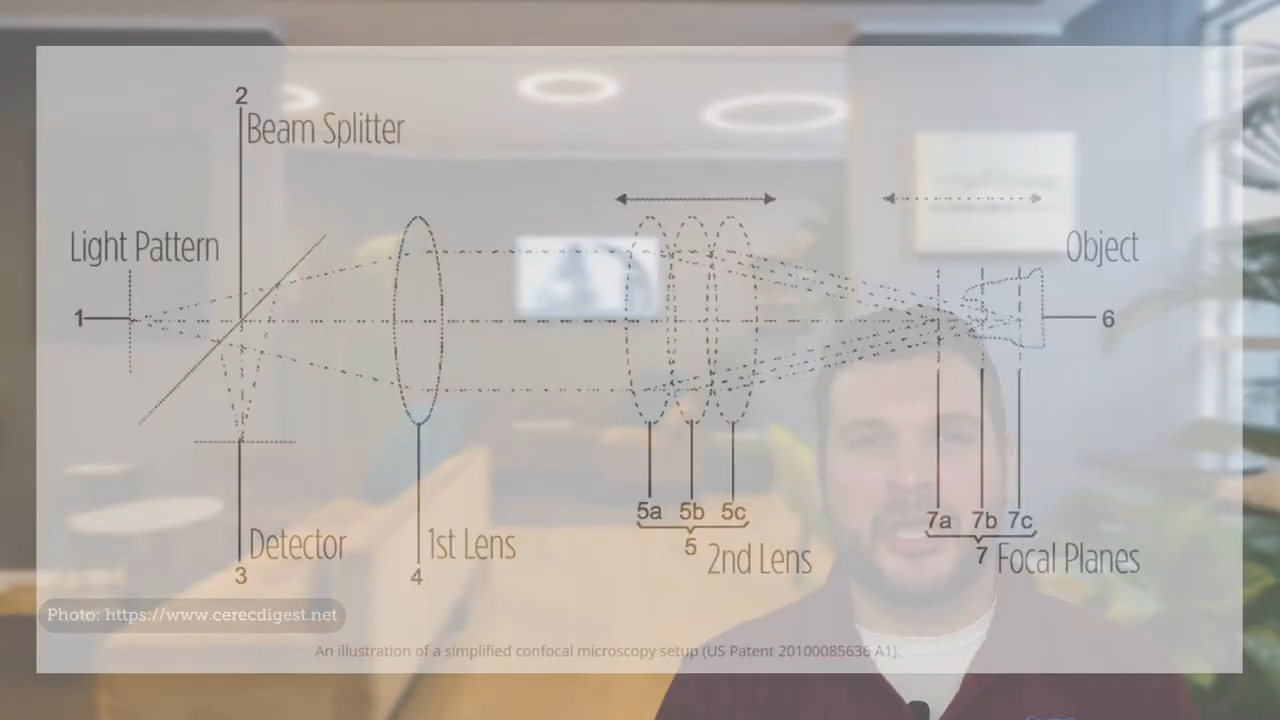 2
Beam Splitter
Light Pattern
Object
1
6
5a 5b 5c
7a 7b 7c
5
2nd Lens
7
Focal Planes
Detector
1st Lens
3
4
Photo: https://www.cerecdigest.net
An illustration of a simplified confocal microscopy setup (US Patent 20100085636 A1).